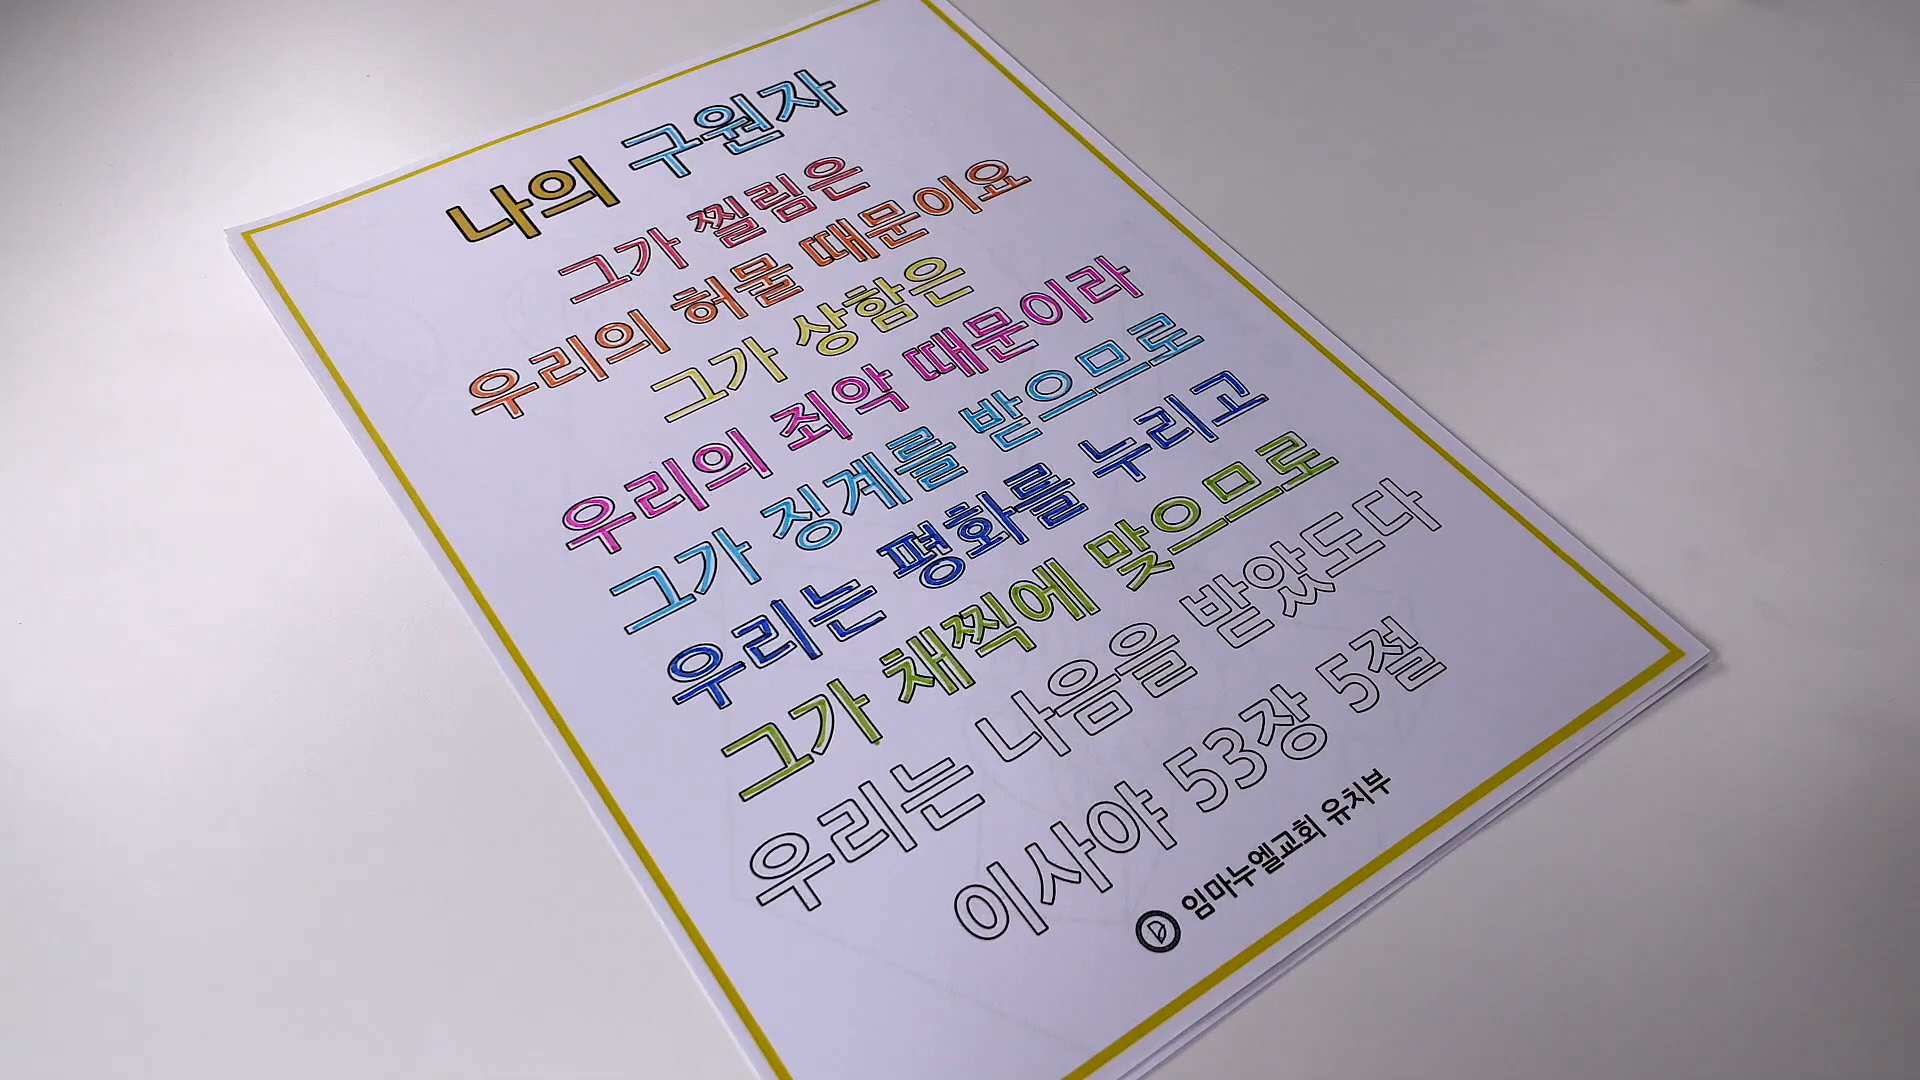 나의 구원자
그가 찔림은
우리의 허물 때문이요
그가 상함은
우리의 죄악 때문이라
그가 징계를 받으므로
우리는 평화를 누리고
그가 채찍에 맞으므로
우리는 나음을 받았도다
이사야 53장 5절
임마누엘교회 유치부